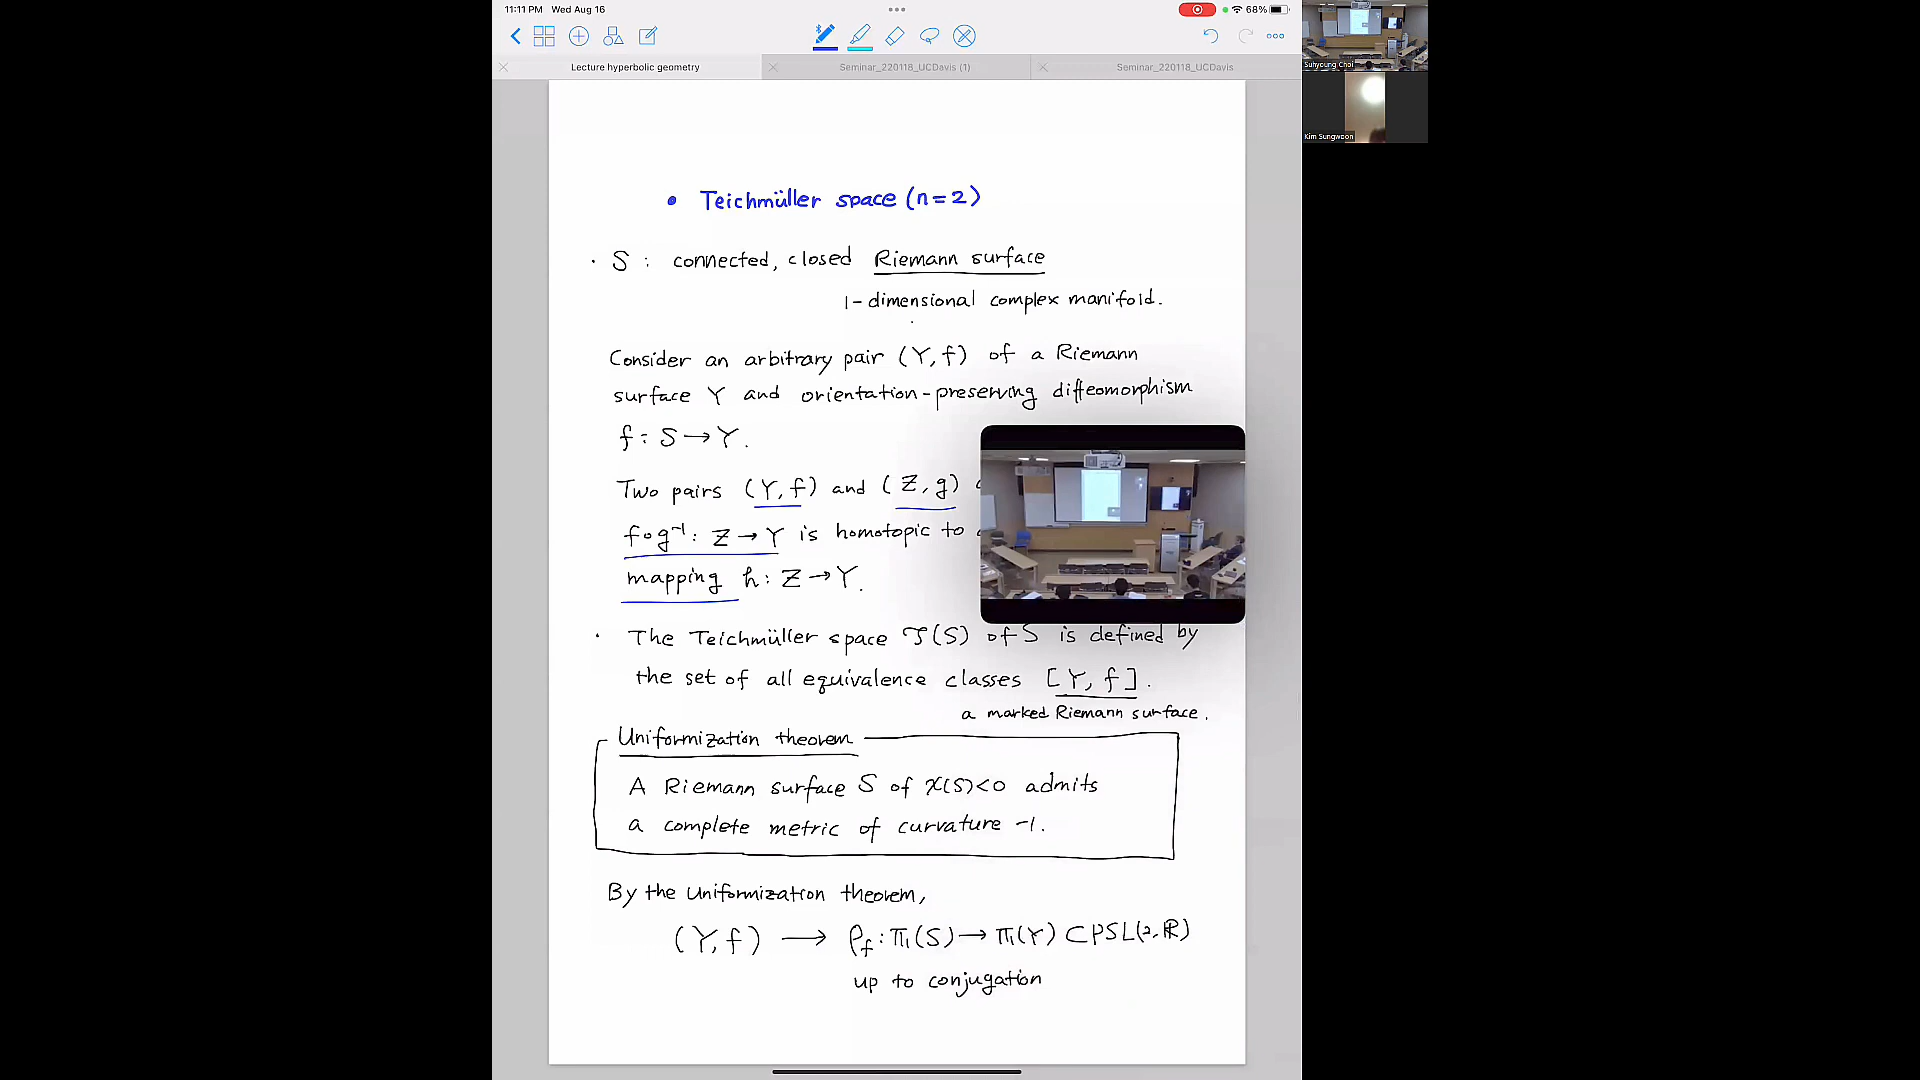 11:11 PM Wed Aug 16
68%
Lecture hyperbolic geometry
Seminar_220118_UCDavis (1)
Seminar_220118_UCDavis
Suhyoung Choi
Kim Sungwoon
• Teichmüller space (n=2)
· S : connected, closed Riemann surface
1-dimensional complex manifold.
Consider an arbitrary pair (Y, f) of a Riemann
surface Y and orientation-preserving diffeomorphism
f : S → Y.
Two pairs (Y, f) and (Z, g)
f∘g⁻¹ : Z → Y is homotopic to
mapping h : Z → Y.
· The Teichmüller space 𝒯(S) of S is defined by
the set of all equivalence classes [Y, f].
a marked Riemann surface.
Uniformization theorem
A Riemann surface S of χ(S)<0 admits
a complete metric of curvature -1.
By the Uniformization theorem,
(Y, f) ⟶ ρ_f : π₁(S) → π₁(Y) ⊂ PSL(2, ℝ)
up to conjugation